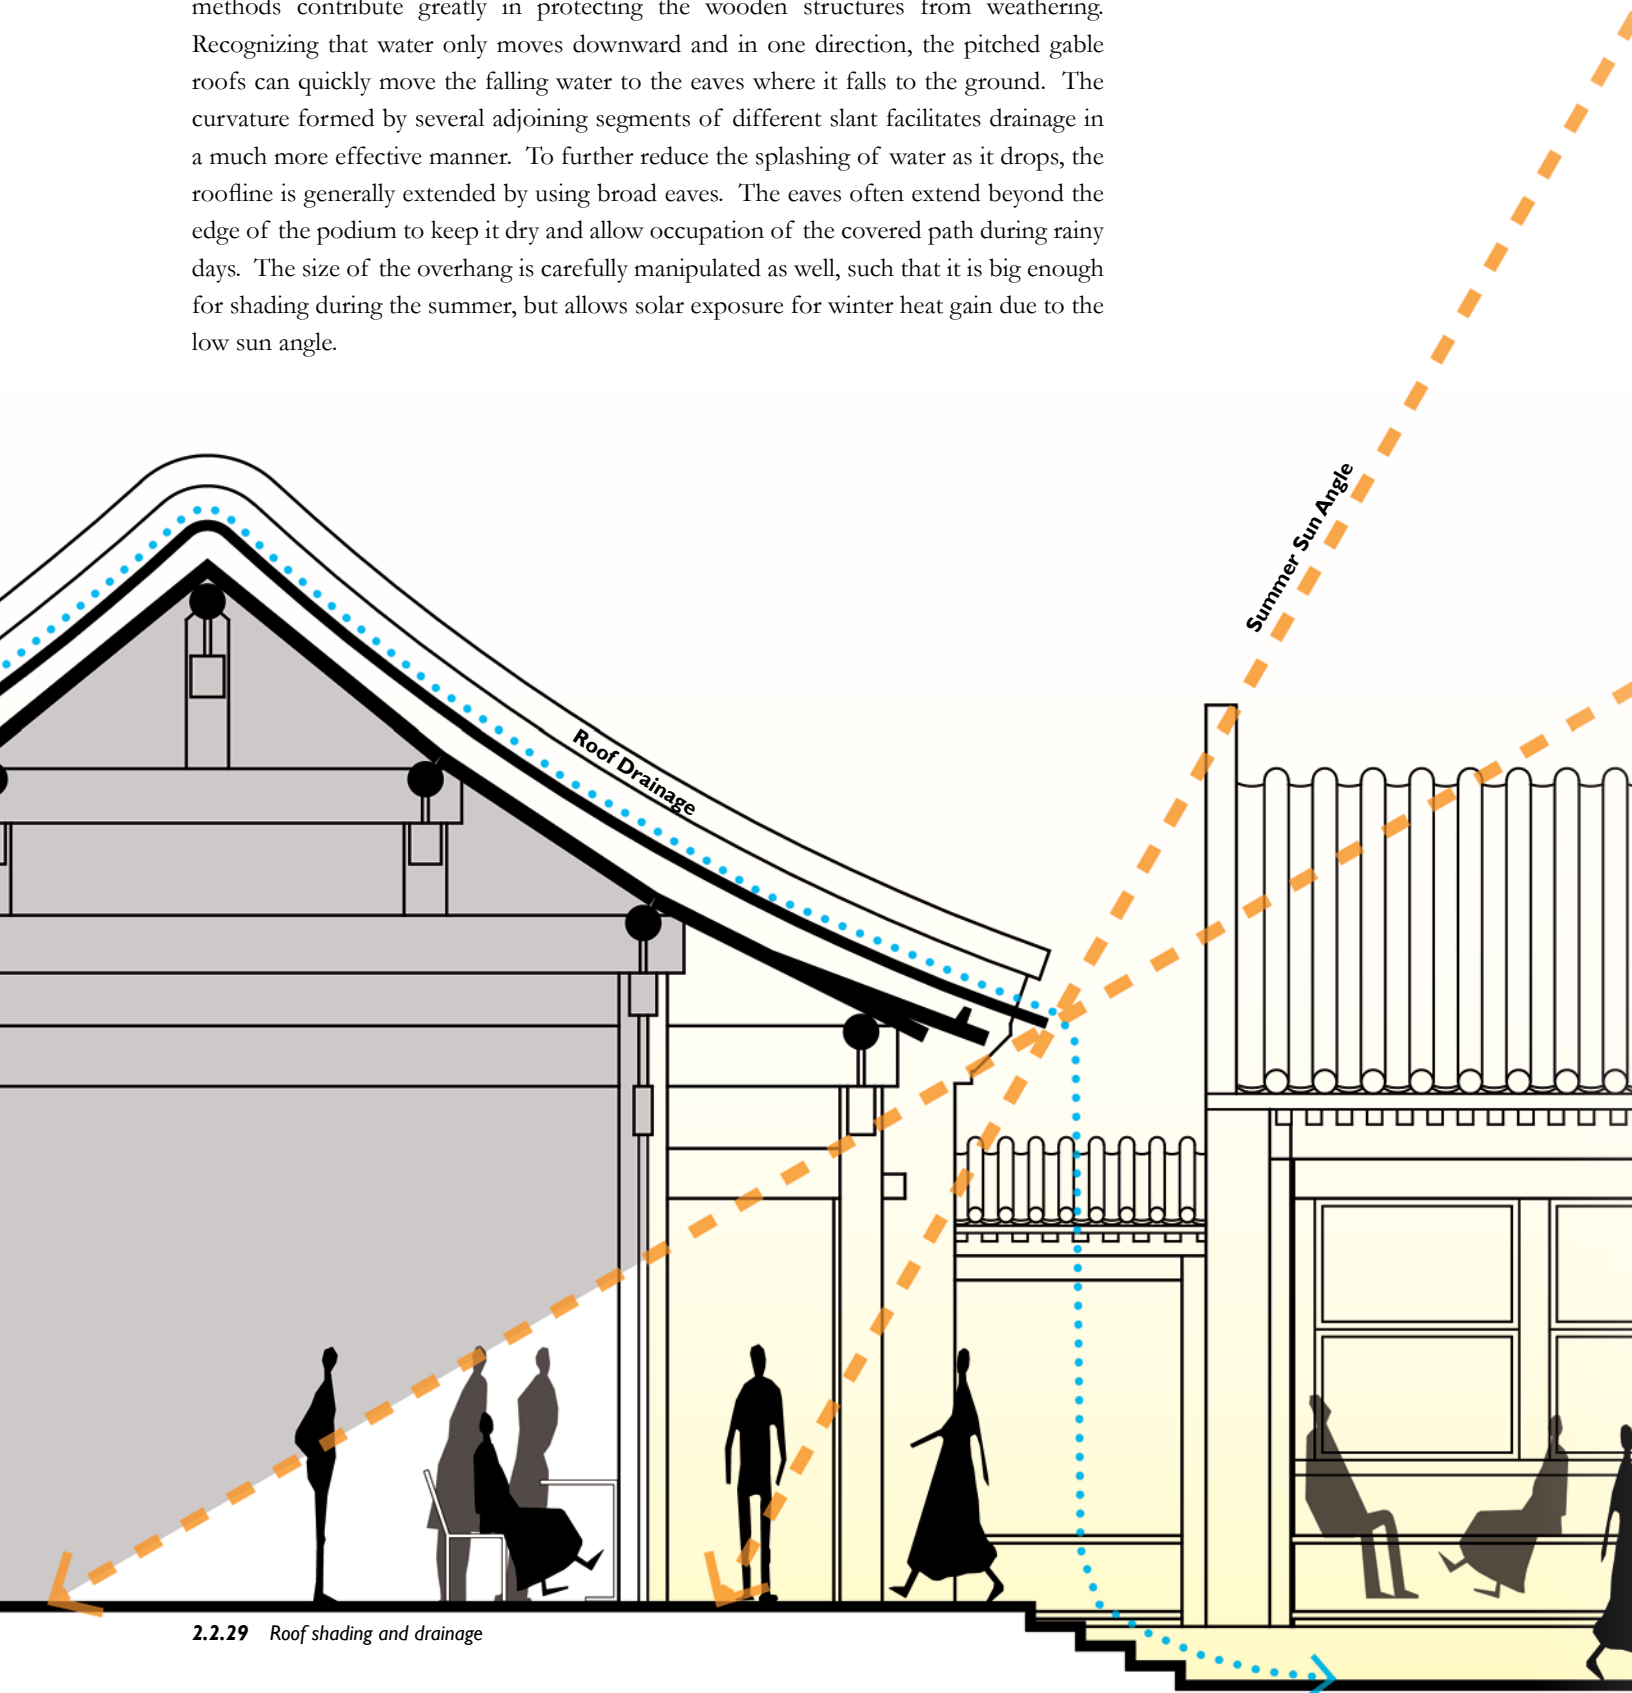 methods contribute greatly in protecting the wooden structures from weathering.
Recognizing that water only moves downward and in one direction, the pitched gable
roofs can quickly move the falling water to the eaves where it falls to the ground. The
curvature formed by several adjoining segments of different slant facilitates drainage in
a much more effective manner. To further reduce the splashing of water as it drops, the
roofline is generally extended by using broad eaves. The eaves often extend beyond the
edge of the podium to keep it dry and allow occupation of the covered path during rainy
days. The size of the overhang is carefully manipulated as well, such that it is big enough
for shading during the summer, but allows solar exposure for winter heat gain due to the
low sun angle.
Summer Sun Angle
Roof Drainage
2.2.29 Roof shading and drainage